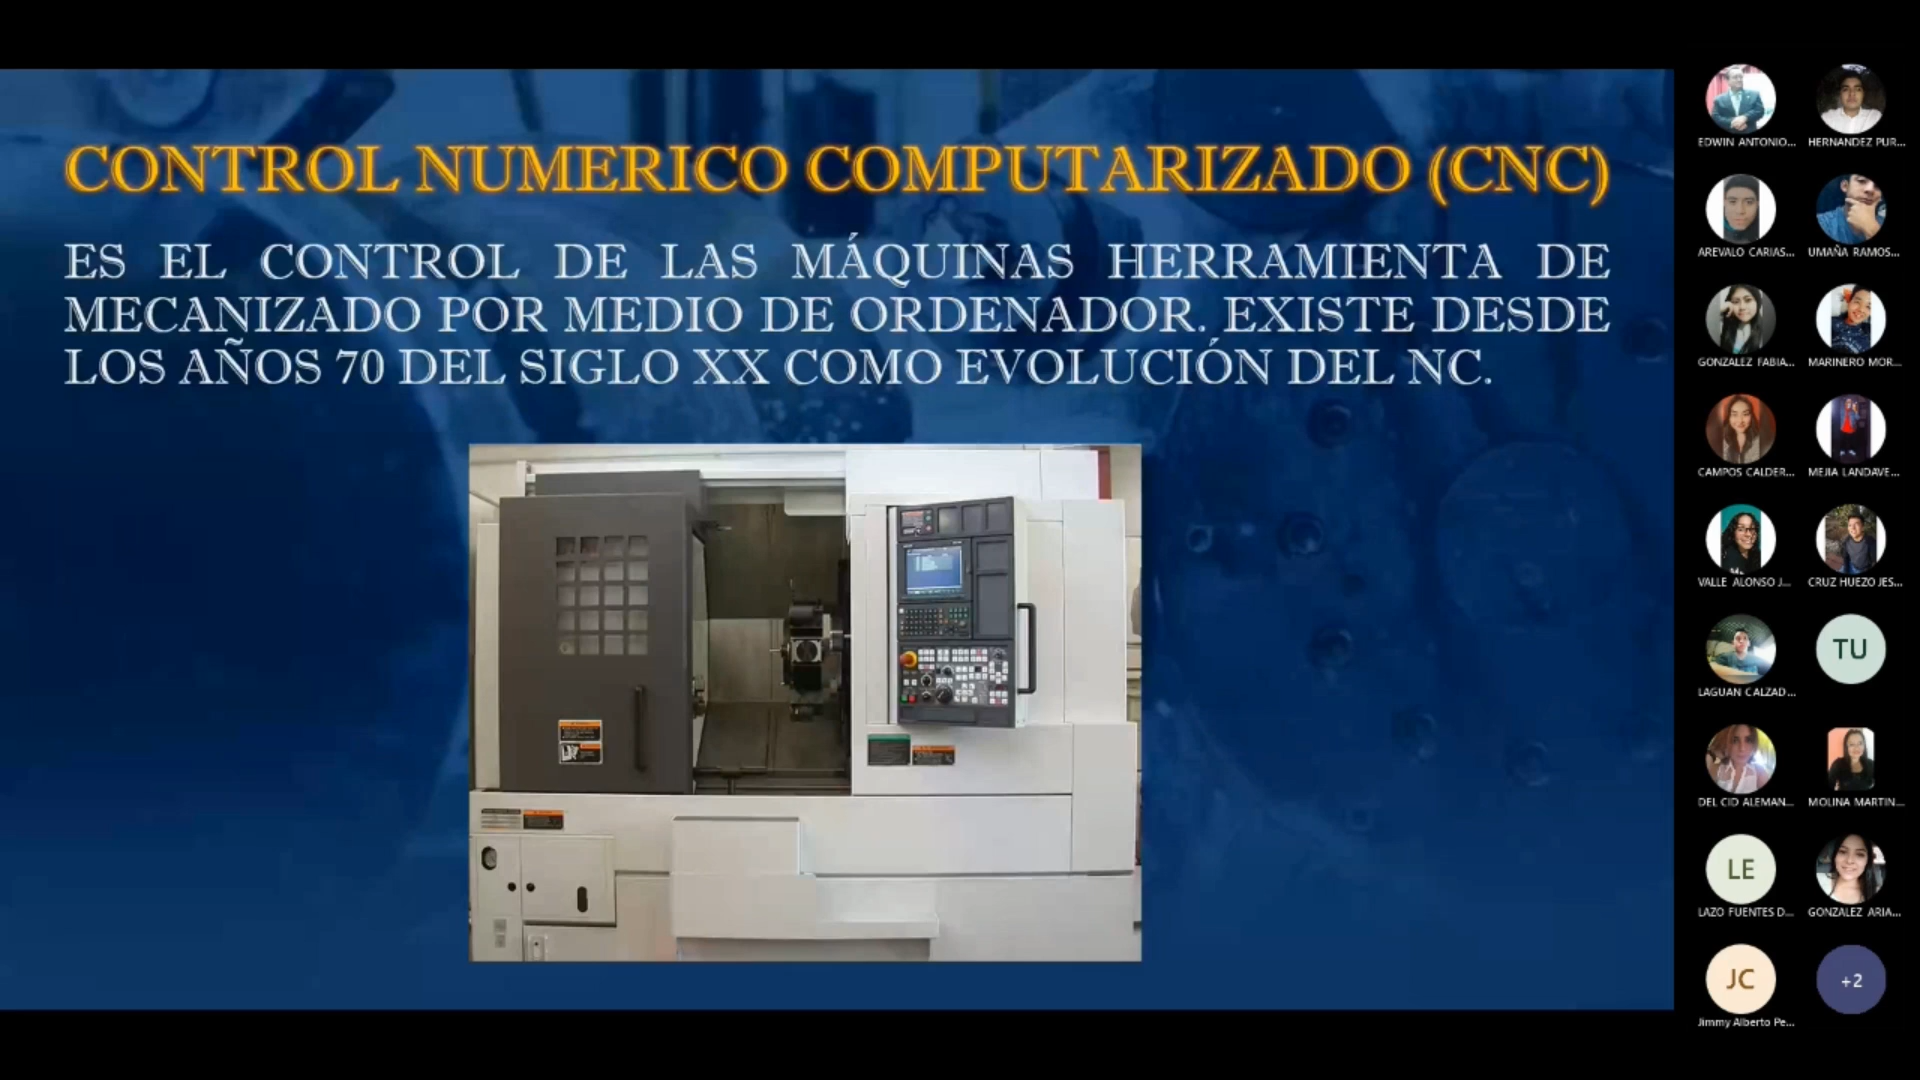 CONTROL NUMERICO COMPUTARIZADO (CNC)
ES EL CONTROL DE LAS MÁQUINAS HERRAMIENTA DE
MECANIZADO POR MEDIO DE ORDENADOR. EXISTE DESDE
LOS AÑOS 70 DEL SIGLO XX COMO EVOLUCIÓN DEL NC.
EDWIN ANTONIO...
HERNANDEZ PUR...
AREVALO CARIAS...
UMAÑA RAMOS...
GONZALEZ FABIA...
MARINERO MOR...
CAMPOS CALDER...
MEJIA LANDAVE...
VALLE ALONSO J...
CRUZ HUEZO JES...
LAGUAN CALZAD...
TU
DEL CID ALEMAN...
MOLINA MARTIN...
LE
LAZO FUENTES D...
GONZALEZ ARIA...
JC
Jimmy Alberto Pe...
+2